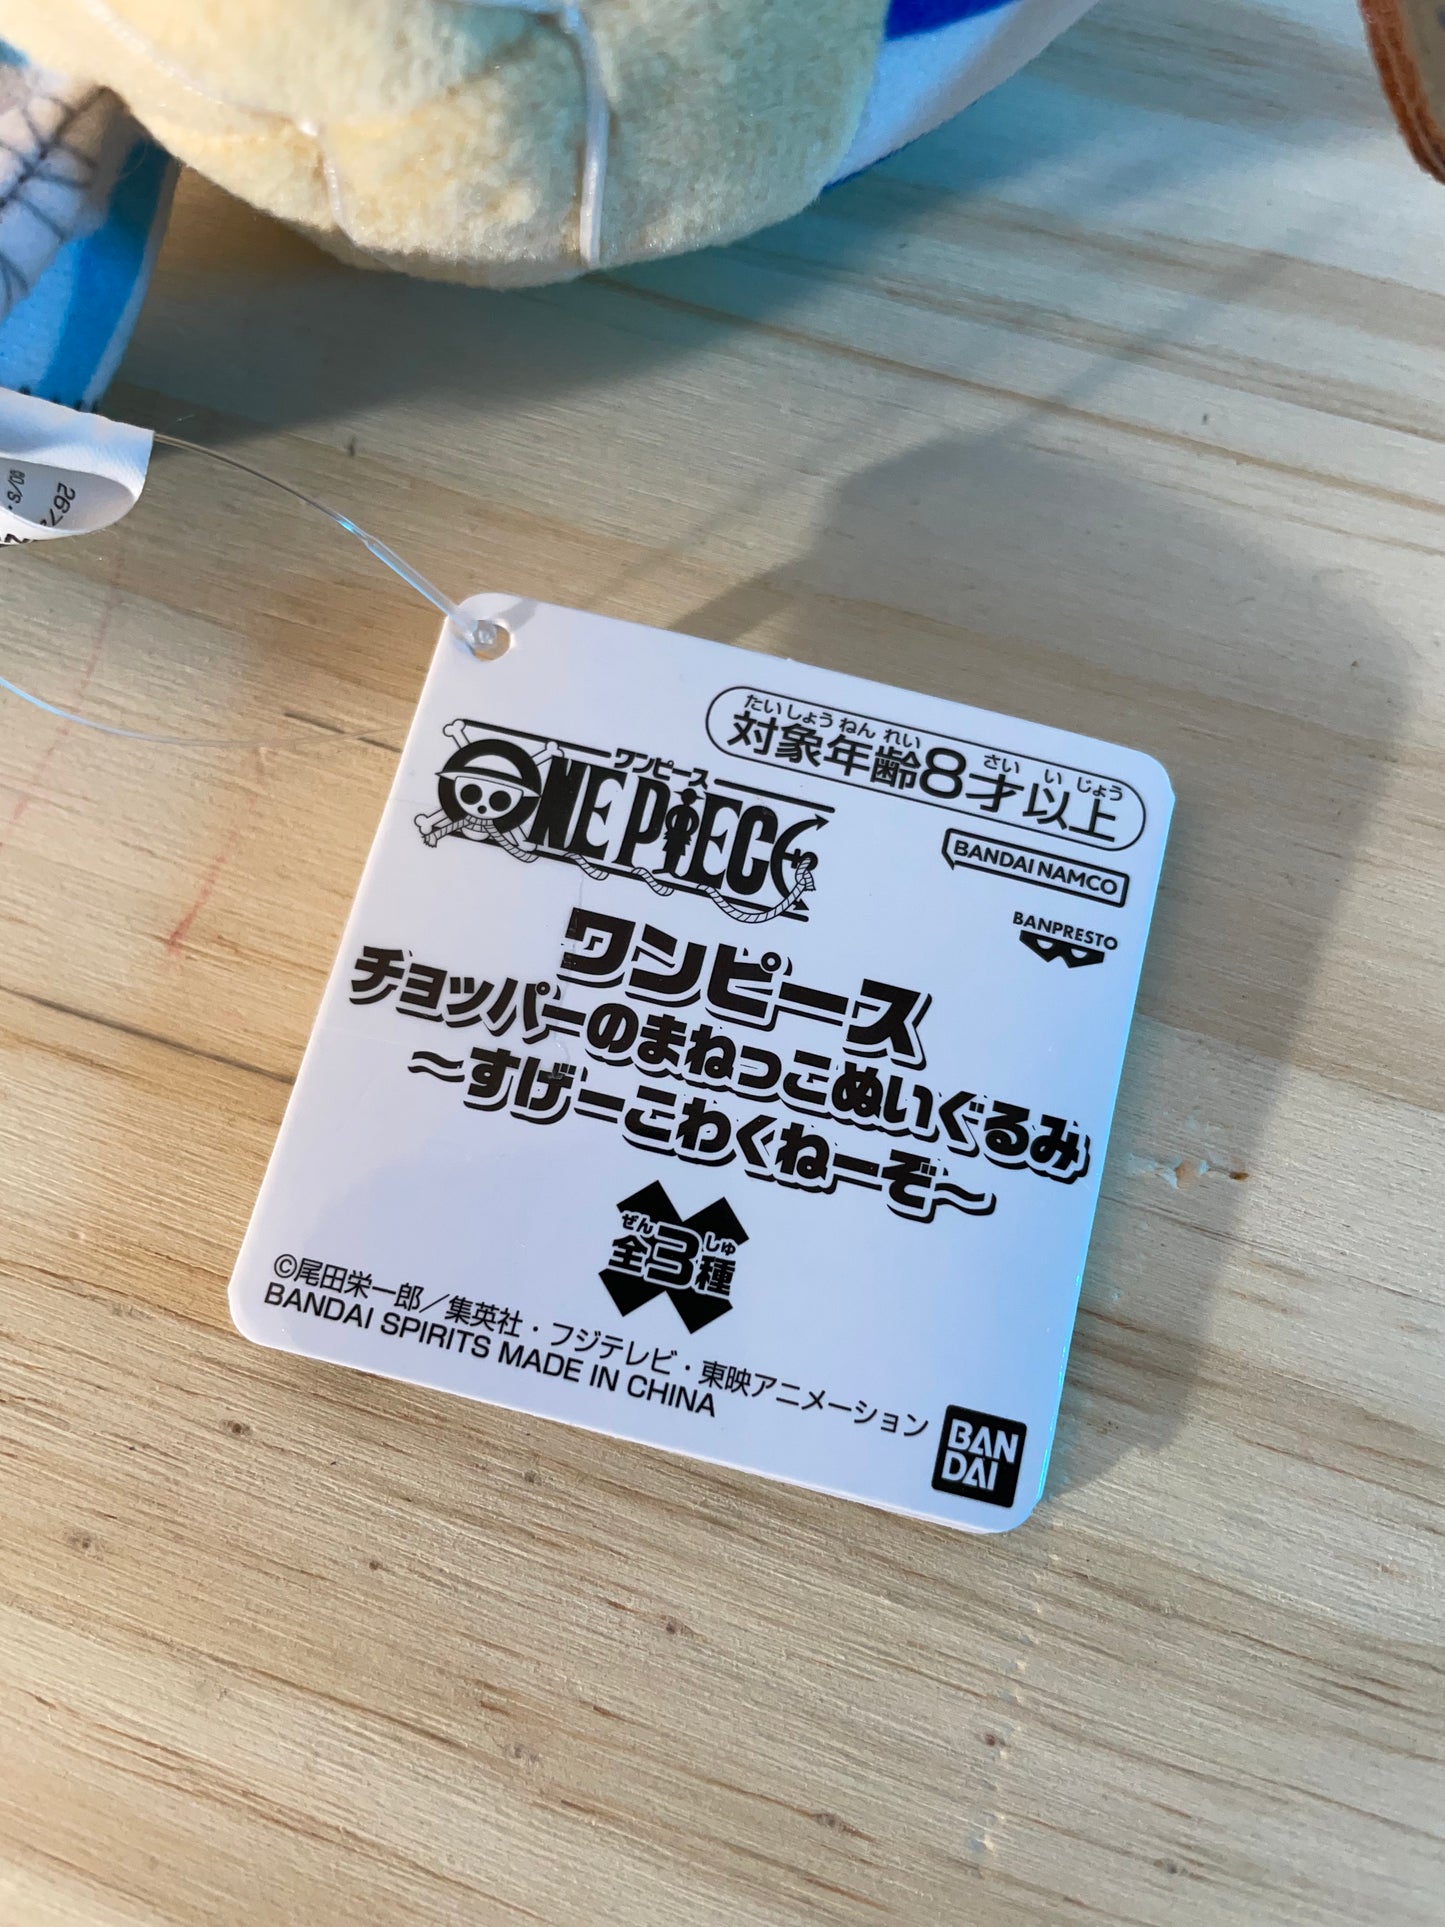 たいしょうねんれい さいいじょう
対象年齢8才以上
ワンピース
ONE PIECE
BANDAI NAMCO
BANPRESTO
ワンピース
チョッパーのまねっこぬいぐるみ
～すげーこわくねーぞ～
ぜん しゅ
全3種
©尾田栄一郎／集英社・フジテレビ・東映アニメーション
BANDAI SPIRITS MADE IN CHINA
BAN
DAI